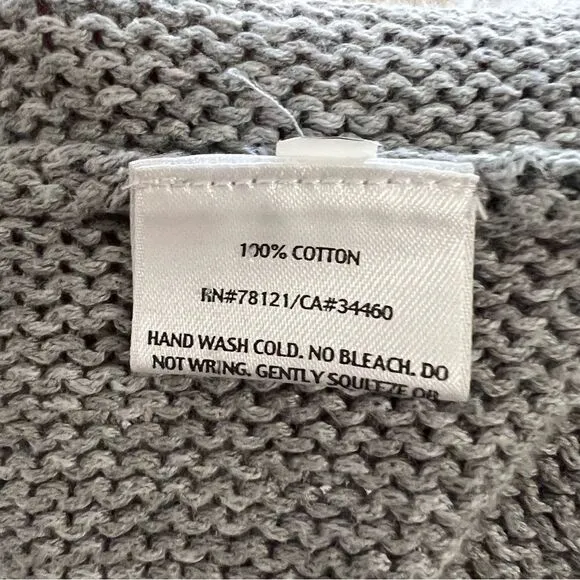 100% COTTON
RN#78121/CA#34460
HAND WASH COLD. NO BLEACH. DO
NOT WRING. GENTLY SQUEEZE OR